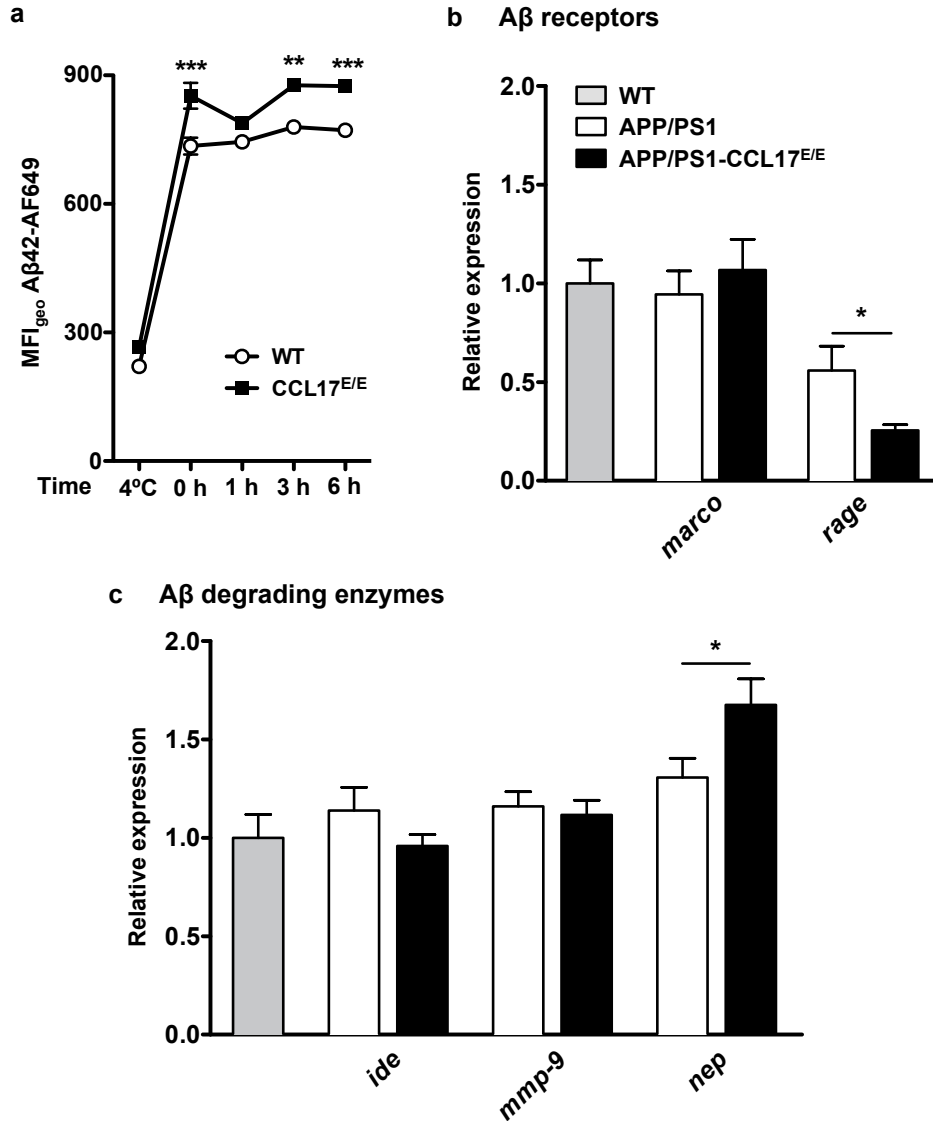 a
*** ** ***
900
600
300
0
MFIgeo Aβ42-AF649
WT
CCL17E/E
Time 4ºC 0 h 1 h 3 h 6 h
b Aβ receptors
2.0
1.5
1.0
0.5
0.0
Relative expression
WT
APP/PS1
APP/PS1-CCL17E/E
*
marco rage
c Aβ degrading enzymes
2.0
1.5
1.0
0.5
0.0
Relative expression
*
ide mmp-9 nep